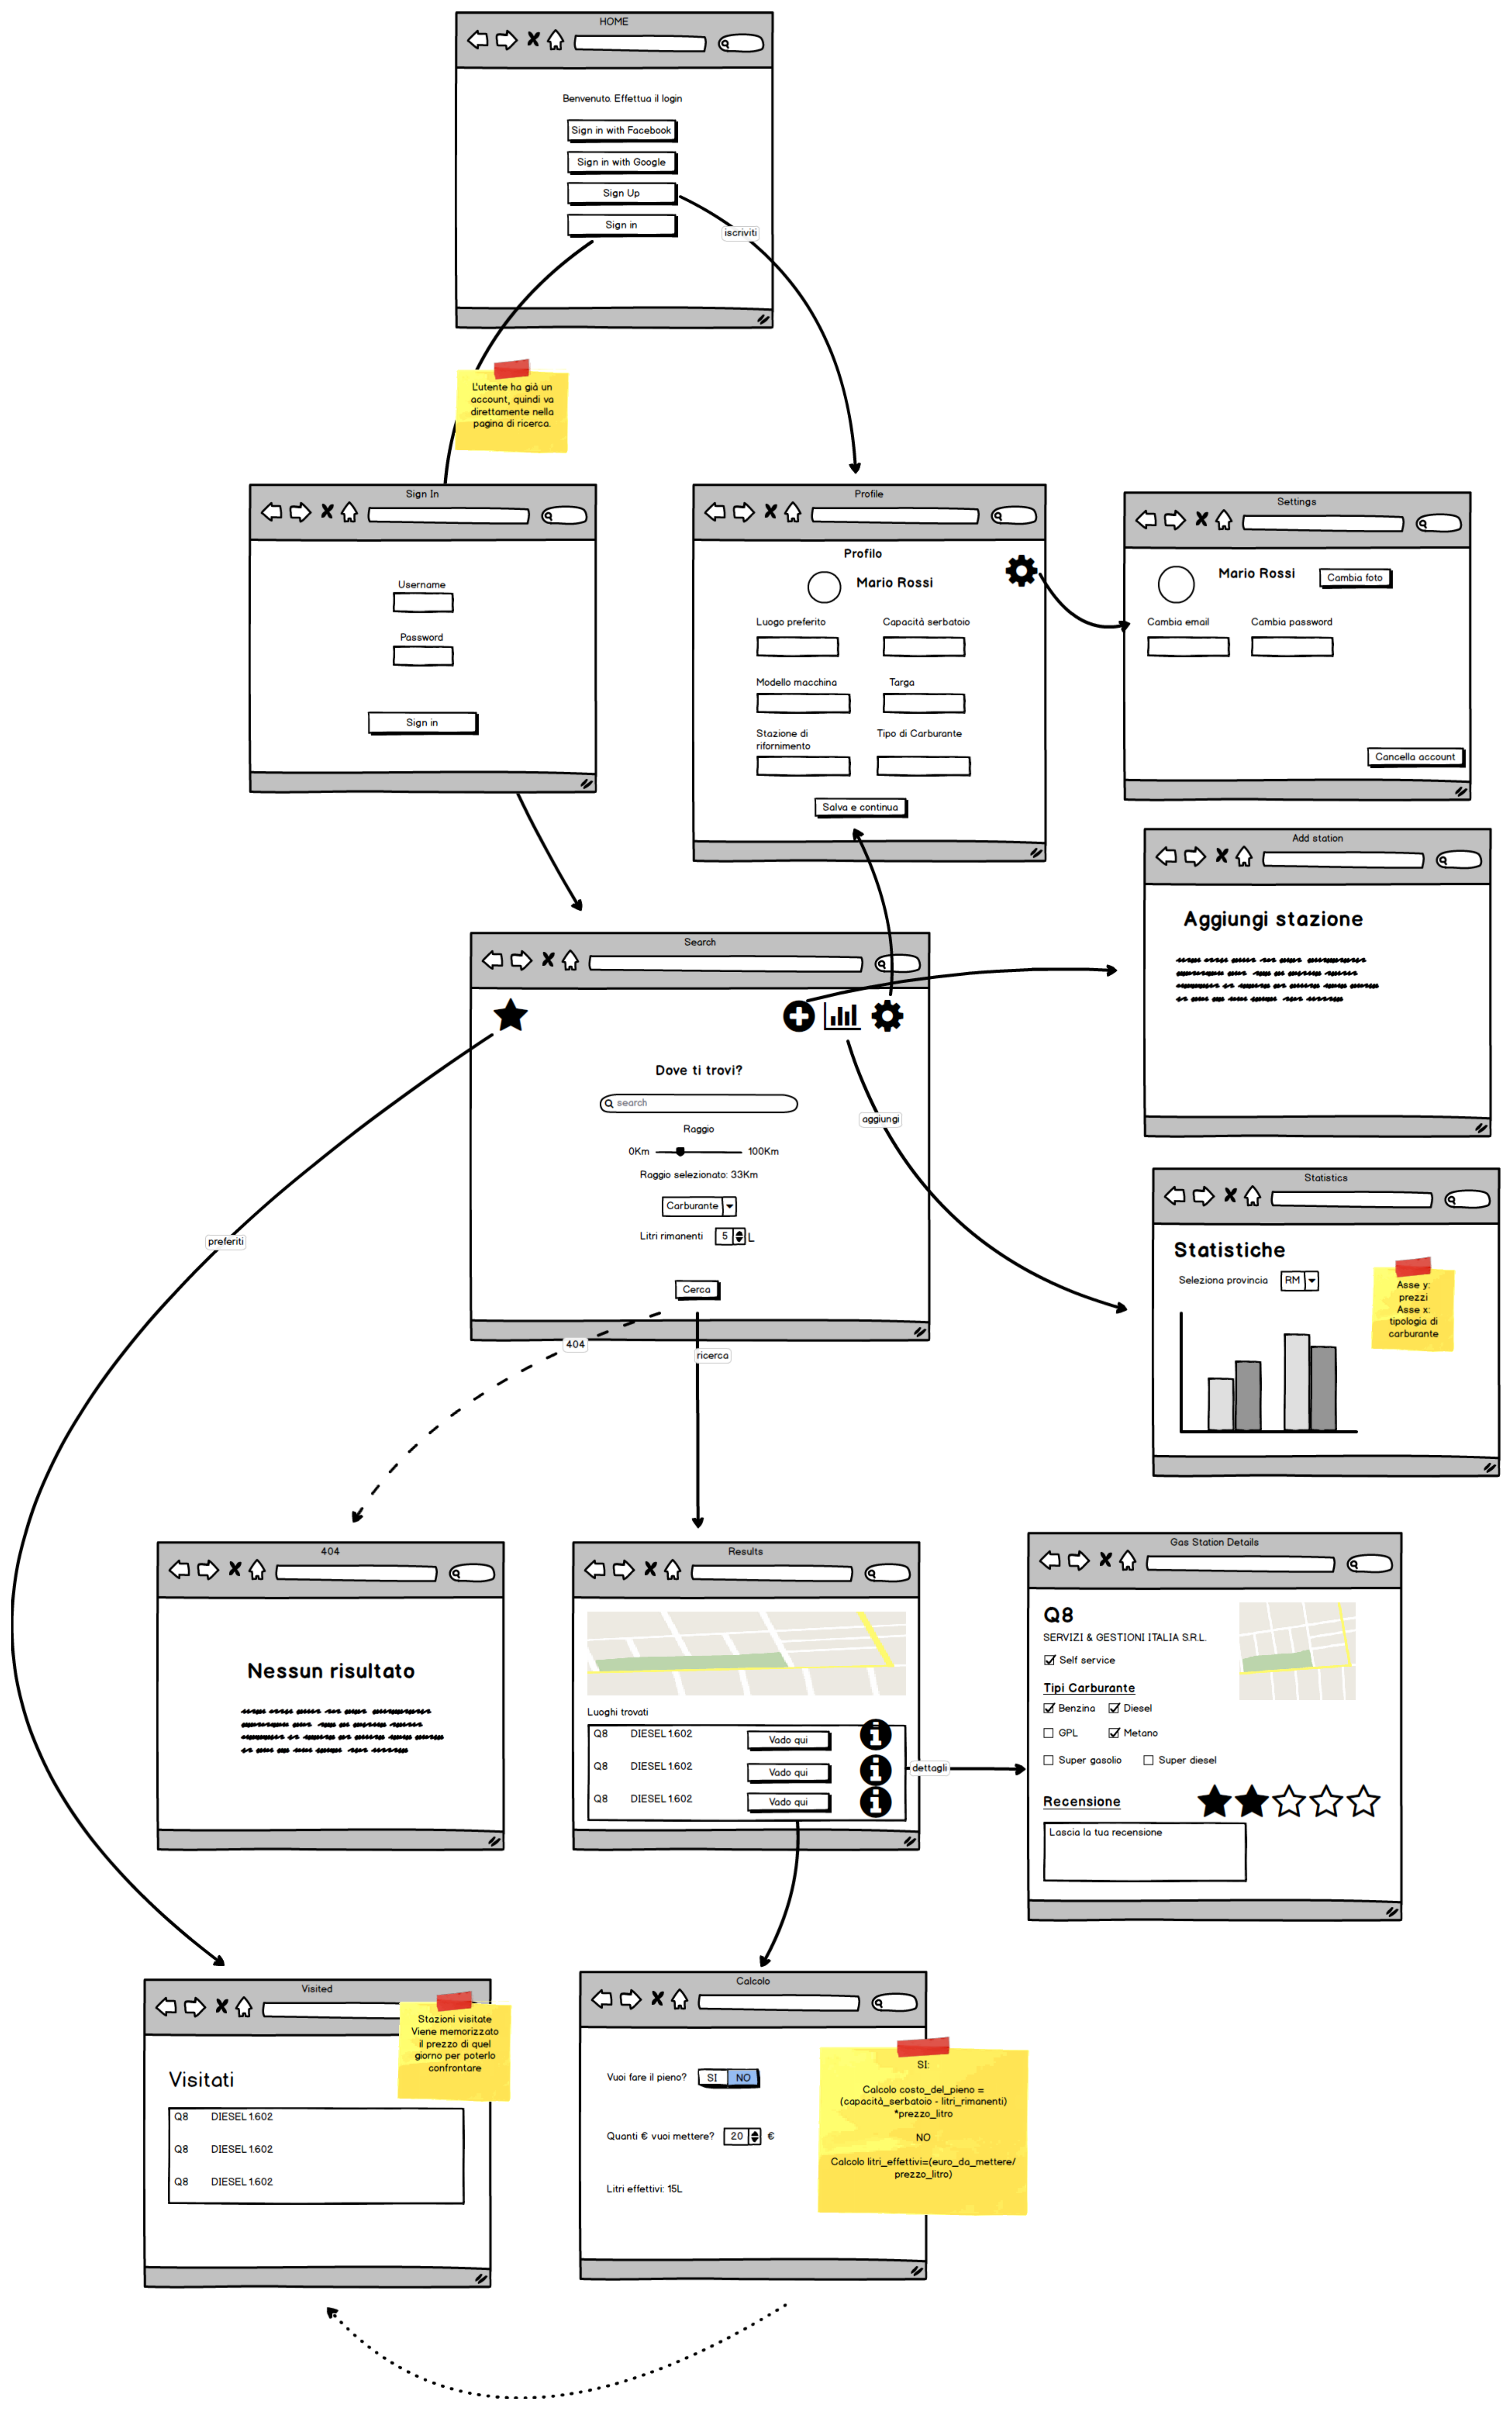 HOME
Benvenuto. Effettua il login
Sign in with Facebook
Sign in with Google
Sign Up
Sign in
iscriviti
L'utente ha già un
account, quindi va
direttamente nella
pagina di ricerca.
Sign In
Username
Password
Sign in
Profile
Profilo
Mario Rossi
Luogo preferito
Capacità serbatoio
Modello macchina
Targa
Stazione di
rifornimento
Tipo di Carburante
Salva e continua
Settings
Mario Rossi
Cambia foto
Cambia email
Cambia password
Cancella account
Add station
Aggiungi stazione
Search
Dove ti trovi?
search
Raggio
0Km
100Km
Raggio selezionato: 33Km
Carburante
Litri rimanenti
5
L
Cerca
aggiungi
preferiti
404
ricerca
Statistics
Statistiche
Seleziona provincia
RM
Asse y:
prezzi
Asse x:
tipologia di
carburante
404
Nessun risultato
Results
Luoghi trovati
Q8 DIESEL 1.602 Vado qui
Q8 DIESEL 1.602 Vado qui
Q8 DIESEL 1.602 Vado qui
dettagli
Gas Station Details
Q8
SERVIZI & GESTIONI ITALIA S.R.L.
Self service
Tipi Carburante
Benzina Diesel
GPL Metano
Super gasolio Super diesel
Recensione
Lascia la tua recensione
Visited
Stazioni visitate
Viene memorizzato
il prezzo di quel
giorno per poterlo
confrontare
Visitati
Q8 DIESEL 1.602
Q8 DIESEL 1.602
Q8 DIESEL 1.602
Calcolo
Vuoi fare il pieno? SI NO
Quanti € vuoi mettere? 20 €
Litri effettivi: 15L
SI:
Calcolo costo_del_pieno =
(capacità_serbatoio - litri_rimanenti)
*prezzo_litro
NO
Calcolo litri_effettivi=(euro_da_mettere/
prezzo_litro)